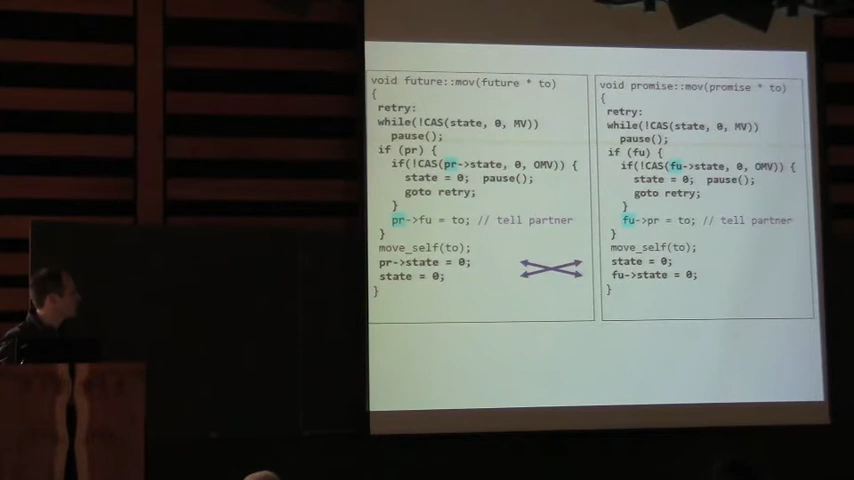 void future::mov(future * to)
{
retry:
while(!CAS(state, 0, MV))
pause();
if (pr) {
if(!CAS(pr->state, 0, OMV)) {
state = 0;  pause();
goto retry;
}
pr->fu = to; // tell partner
}
move_self(to);
pr->state = 0;
state = 0;
}
void promise::mov(promise * to)
{
retry:
while(!CAS(state, 0, MV))
pause();
if (fu) {
if(!CAS(fu->state, 0, OMV)) {
state = 0;  pause();
goto retry;
}
fu->pr = to; // tell partner
}
move_self(to);
state = 0;
fu->state = 0;
}